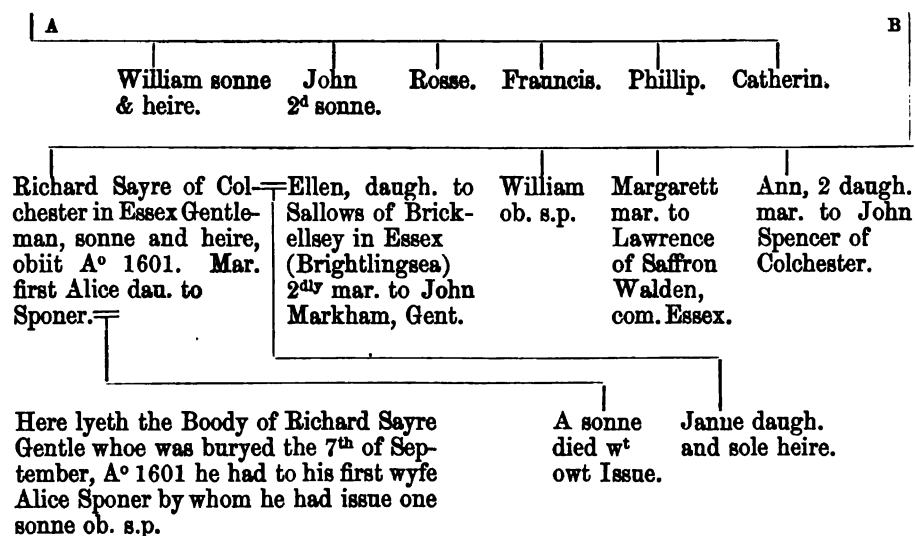 A
B
William sonne
& heire.
John
2d sonne.
Rosse.
Frauncis.
Phillip.
Catherin.
Richard Sayre of Col-
chester in Essex Gentle-
man, sonne and heire,
obiit Ao 1601. Mar.
first Alice dau. to
Sponer.
Ellen, daugh. to
Sallows of Brick-
ellsey in Essex
(Brightlingsea)
2dly mar. to John
Markham, Gent.
William
ob. s.p.
Margarett
mar. to
Lawrence
of Saffron
Walden,
com. Essex.
Ann, 2 daugh.
mar. to John
Spencer of
Colchester.
Here lyeth the Boody of Richard Sayre
Gentle whoe was buryed the 7th of Sep-
tember, Ao 1601 he had to his first wyfe
Alice Sponer by whom he had issue one
sonne ob. s.p.
A sonne
died wt
owt Issue.
Janne daugh.
and sole heire.